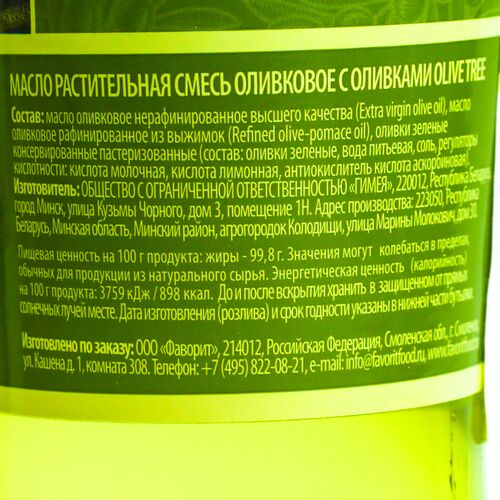 МАСЛО РАСТИТЕЛЬНАЯ СМЕСЬ ОЛИВКОВОЕ С ОЛИВКАМИ OLIVE TREE
Состав: масло оливковое нерафинированное высшего качества (Extra virgin olive oil), масло
оливковое рафинированное из выжимок (Refined olive-pomace oil), оливки зеленые
консервированные пастеризованные (состав: оливки зеленые, вода питьевая, соль, регуляторы
кислотности: кислота молочная, кислота лимонная, антиокислитель кислота аскорбиновая).
Изготовитель: ОБЩЕСТВО С ОГРАНИЧЕННОЙ ОТВЕТСТВЕННОСТЬЮ «ГИМЕЯ», 220012, Республика Беларусь,
город Минск, улица Кузьмы Чорного, дом 3, помещение 1Н. Адрес производства: 223050, Республика
Беларусь, Минская область, Минский район, агрогородок Колодищи, улица Марины Молокович, дом 30.
Пищевая ценность на 100 г продукта: жиры - 99,8 г. Значения могут колебаться в пределах,
обычных для продукции из натурального сырья. Энергетическая ценность (калорийность)
на 100 г продукта: 3759 кДж / 898 ккал. До и после вскрытия хранить в защищенном от прямых
солнечных лучей месте. Дата изготовления (розлива) и срок годности указаны в нижней части бутылки.
Изготовлено по заказу: ООО «Фаворит», 214012, Российская Федерация, Смоленская обл., г. Смоленск,
ул. Кашена д. 1, комната 308. Телефон: +7 (495) 822-08-21, e-mail: info@favoritfood.ru, www.favoritfood.ru